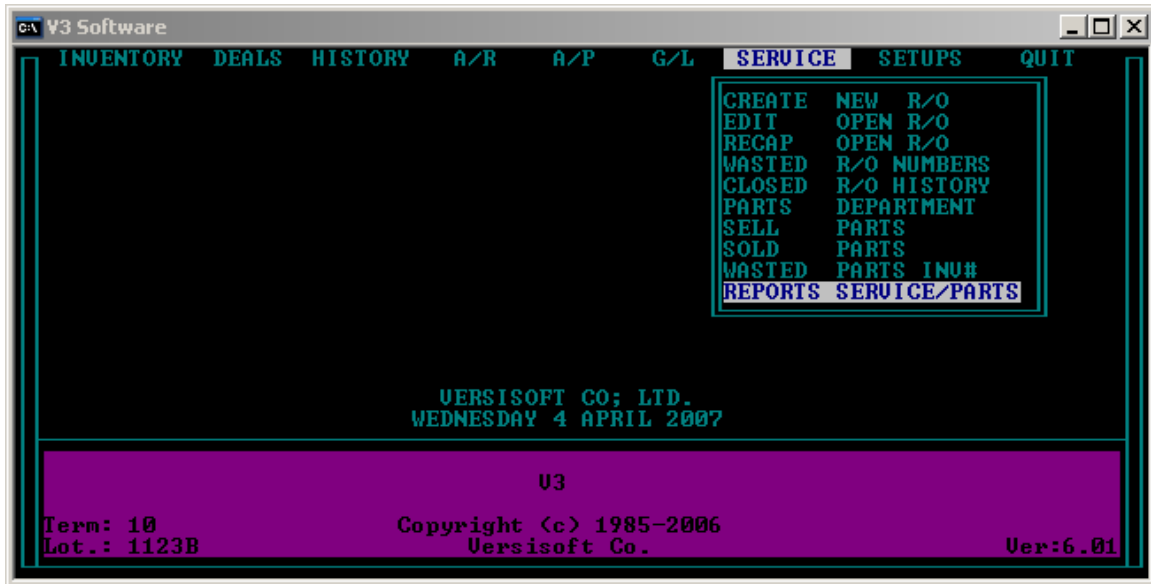 V3 Software
INVENTORY DEALS HISTORY A/R A/P G/L SERVICE SETUPS QUIT
CREATE NEW R/O
EDIT OPEN R/O
RECAP OPEN R/O
WASTED R/O NUMBERS
CLOSED R/O HISTORY
PARTS DEPARTMENT
SELL PARTS
SOLD PARTS
WASTED PARTS INV#
REPORTS SERVICE/PARTS
VERSISOFT CO; LTD.
WEDNESDAY 4 APRIL 2007
V3
Term: 10 Copyright (c) 1985-2006
Lot.: 1123B Versisoft Co. Ver:6.01